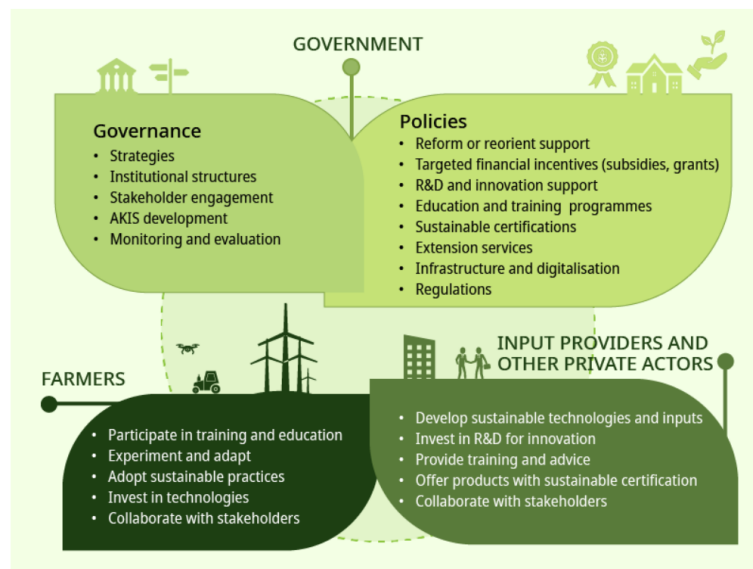 GOVERNMENT
Governance
• Strategies
• Institutional structures
• Stakeholder engagement
• AKIS development
• Monitoring and evaluation
Policies
• Reform or reorient support
• Targeted financial incentives (subsidies, grants)
• R&D and innovation support
• Education and training programmes
• Sustainable certifications
• Extension services
• Infrastructure and digitalisation
• Regulations
FARMERS
• Participate in training and education
• Experiment and adapt
• Adopt sustainable practices
• Invest in technologies
• Collaborate with stakeholders
INPUT PROVIDERS AND
OTHER PRIVATE ACTORS
• Develop sustainable technologies and inputs
• Invest in R&D for innovation
• Provide training and advice
• Offer products with sustainable certification
• Collaborate with stakeholders